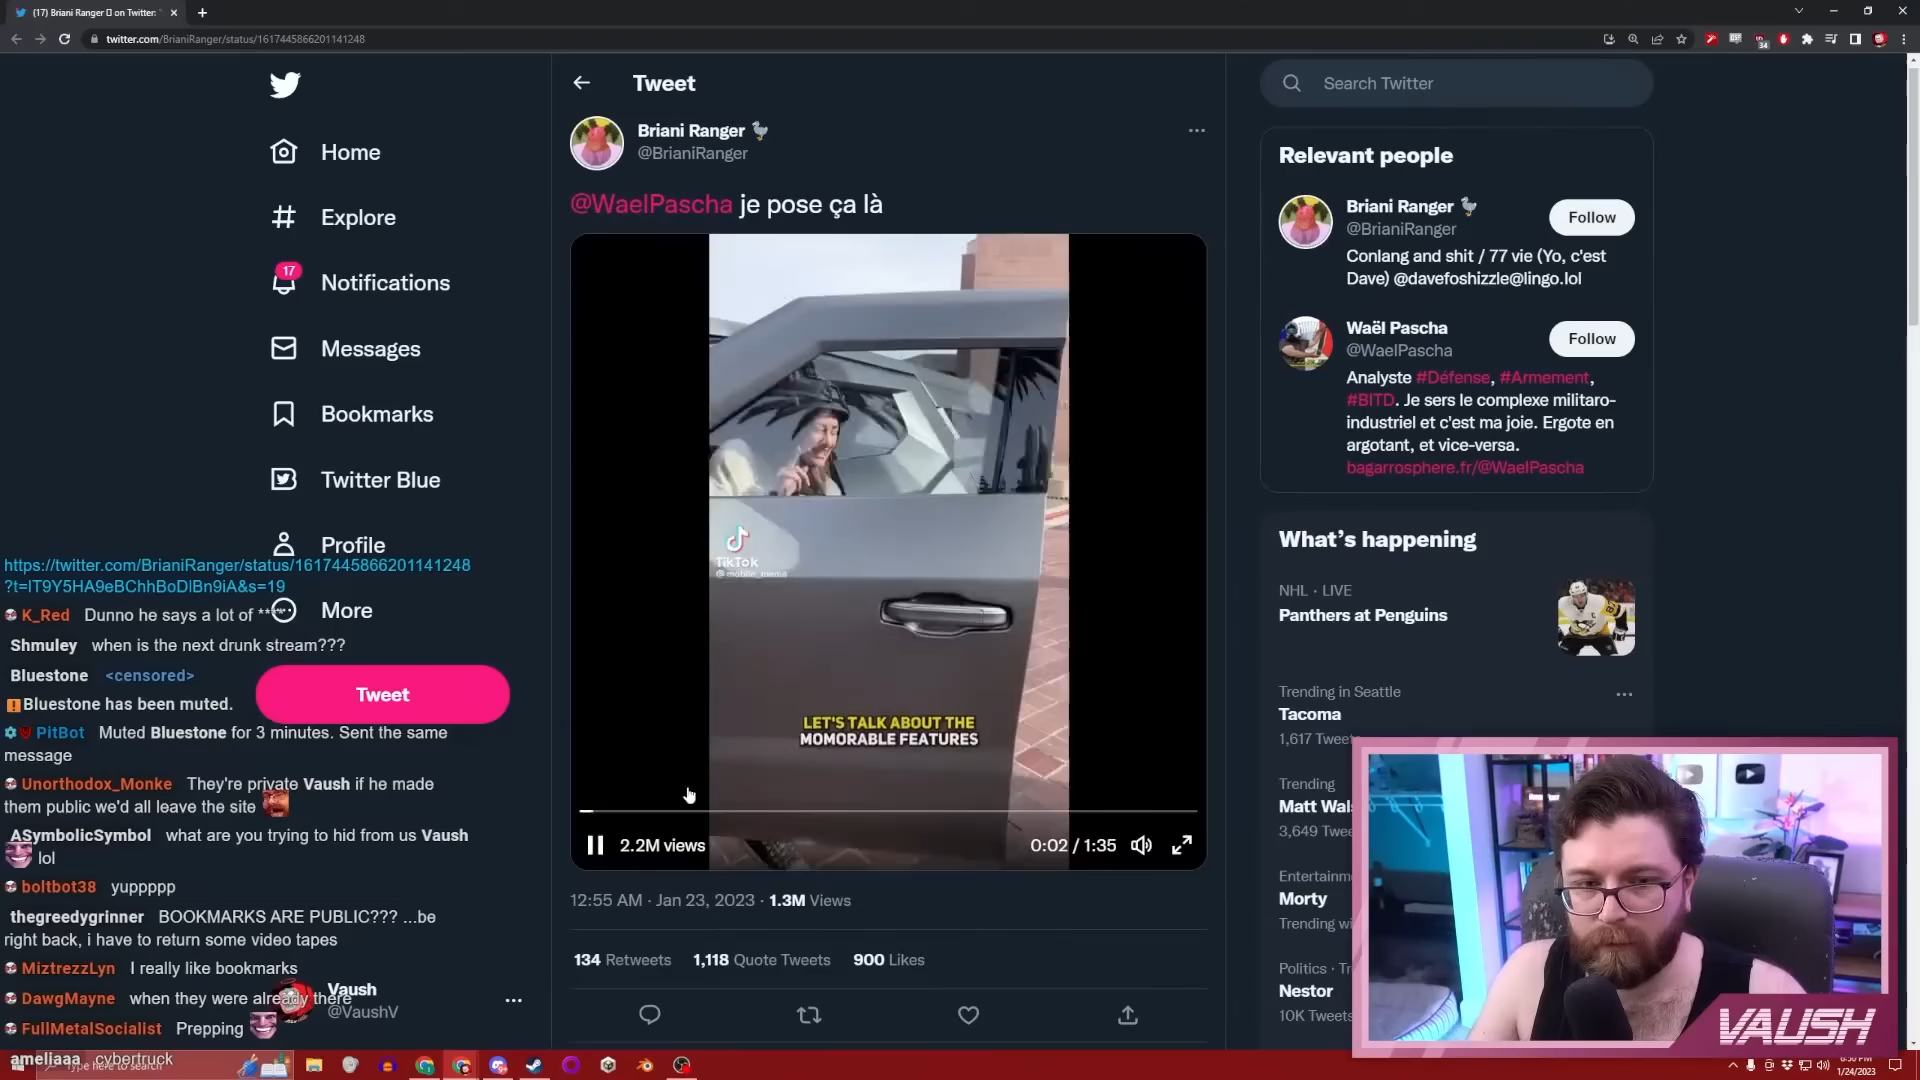 (17) Briani Ranger
on Twitter:
twitter.com/BrianiRanger/status/1617445866201141248
34
Home
Explore
17
Notifications
Messages
Bookmarks
Twitter Blue
Profile
More
Tweet
Vaush
@VaushV
https://twitter.com/BrianiRanger/status/1617445866201141248
?t=IT9Y5HA9eBChhBoDlBn9iA&s=19
K_Red Dunno he says a lot of ****
Shmuley when is the next drunk stream???
Bluestone <censored>
Bluestone has been muted.
PitBot Muted Bluestone for 3 minutes. Sent the same
message
Unorthodox_Monke They're private Vaush if he made
them public we'd all leave the site
ASymbolicSymbol what are you trying to hid from us Vaush
lol
boltbot38 yuppppp
thegreedygrinner BOOKMARKS ARE PUBLIC??? ...be
right back, i have to return some video tapes
MiztrezzLyn I really like bookmarks
DawgMayne when they were already there
FullMetalSocialist Prepping
ameliaaa cybertruck
Type here to search
Tweet
Briani Ranger
@BrianiRanger
@WaelPascha je pose ça là
TikTok
LET'S TALK ABOUT THE
MOMORABLE FEATURES
2.2M views
0:02 / 1:35
12:55 AM · Jan 23, 2023 · 1.3M Views
134 Retweets 1,118 Quote Tweets 900 Likes
Search Twitter
Relevant people
Briani Ranger
@BrianiRanger
Follow
Conlang and shit / 77 vie (Yo, c'est
Dave) @davefoshizzle@lingo.lol
Waël Pascha
@WaelPascha
Follow
Analyste #Défense, #Armement,
#BITD. Je sers le complexe militaro-
industriel et c'est ma joie. Ergote en
argotant, et vice-versa.
bagarrosphere.fr/@WaelPascha
What's happening
NHL · LIVE
Panthers at Penguins
Trending in Seattle
Tacoma
1,617 Tweets
Trending
Matt Wal
3,649 Twee
Entertainm
Morty
Trending wi
Politics · Tr
Nestor
10K Tweets
VAUSH
6:30 PM
1/24/2023